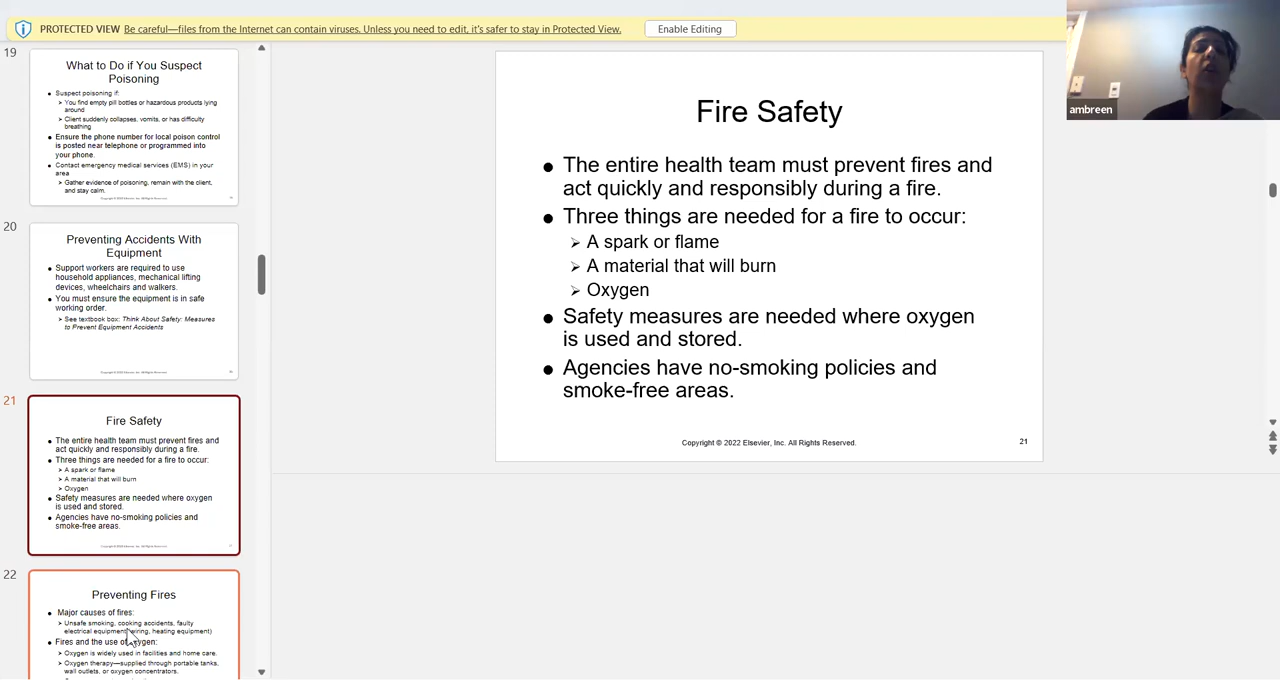 PROTECTED VIEW Be careful—files from the Internet can contain viruses. Unless you need to edit, it's safer to stay in Protected View.
Enable Editing
ambreen
19
What to Do if You Suspect
Poisoning
• Suspect poisoning if:
➢ You find empty pill bottles or hazardous products lying
around
➢ Client suddenly collapses, vomits, or has difficulty
breathing
• Ensure the phone number for local poison control
is posted near telephone or programmed into
your phone.
• Contact emergency medical services (EMS) in your
area
➢ Gather evidence of poisoning, remain with the client,
and stay calm.
20
Preventing Accidents With
Equipment
• Support workers are required to use
household appliances, mechanical lifting
devices, wheelchairs and walkers.
• You must ensure the equipment is in safe
working order.
➢ See textbook box: Think About Safety: Measures
to Prevent Equipment Accidents
21
Fire Safety
• The entire health team must prevent fires and
act quickly and responsibly during a fire.
• Three things are needed for a fire to occur:
➢ A spark or flame
➢ A material that will burn
➢ Oxygen
• Safety measures are needed where oxygen
is used and stored.
• Agencies have no-smoking policies and
smoke-free areas.
22
Preventing Fires
• Major causes of fires:
➢ Unsafe smoking, cooking accidents, faulty
electrical equipment wiring, heating equipment)
• Fires and the use of oxygen:
➢ Oxygen is widely used in facilities and home care.
➢ Oxygen therapy—supplied through portable tanks,
wall outlets, or oxygen concentrators.
Fire Safety
• The entire health team must prevent fires and
act quickly and responsibly during a fire.
• Three things are needed for a fire to occur:
➢ A spark or flame
➢ A material that will burn
➢ Oxygen
• Safety measures are needed where oxygen
is used and stored.
• Agencies have no-smoking policies and
smoke-free areas.
Copyright © 2022 Elsevier, Inc. All Rights Reserved.
21